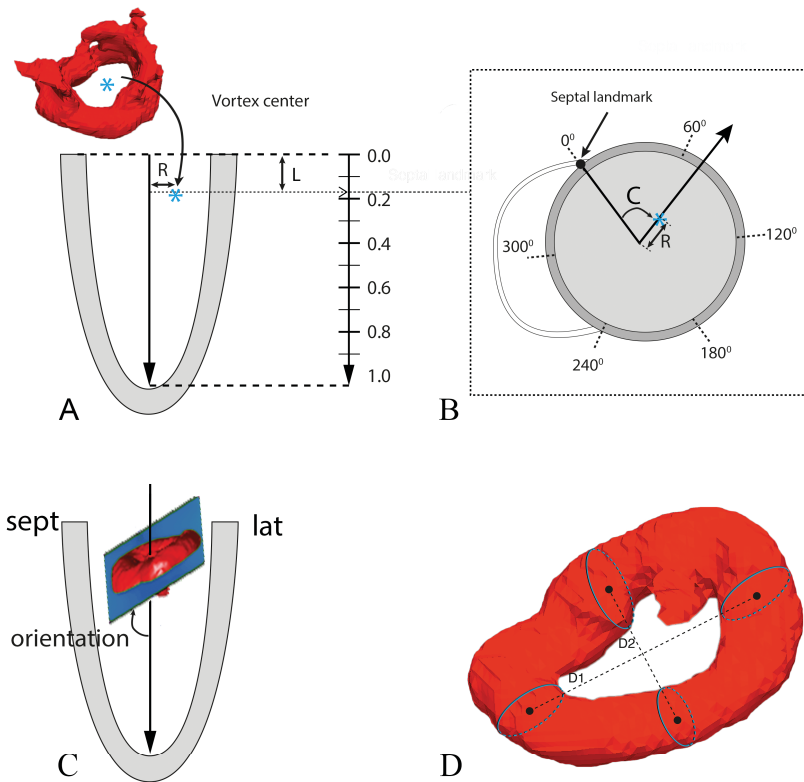 Vortex center
R
L
0.0
0.2
0.4
0.6
0.8
1.0
A
Septal landmark
0⁰
60⁰
C
R
120⁰
300⁰
180⁰
240⁰
B
sept
lat
orientation
C
D2
D1
D